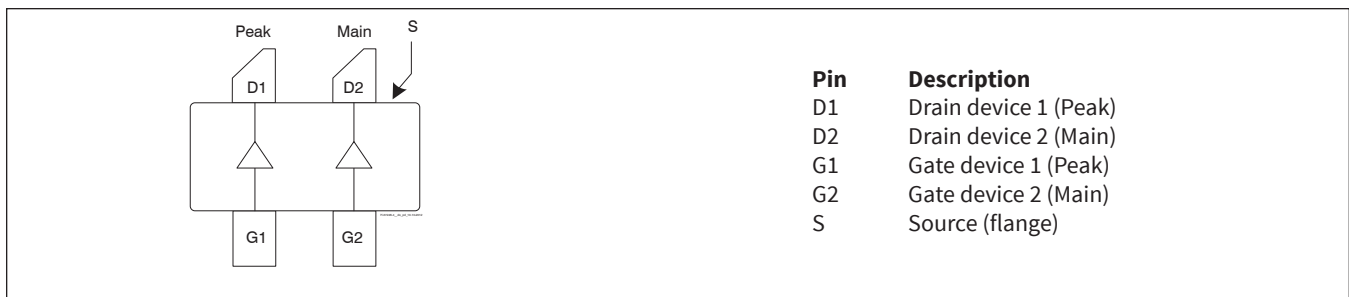 Peak Main S
D1 D2
G1 G2
Pin Description
D1 Drain device 1 (Peak)
D2 Drain device 2 (Main)
G1 Gate device 1 (Peak)
G2 Gate device 2 (Main)
S Source (flange)